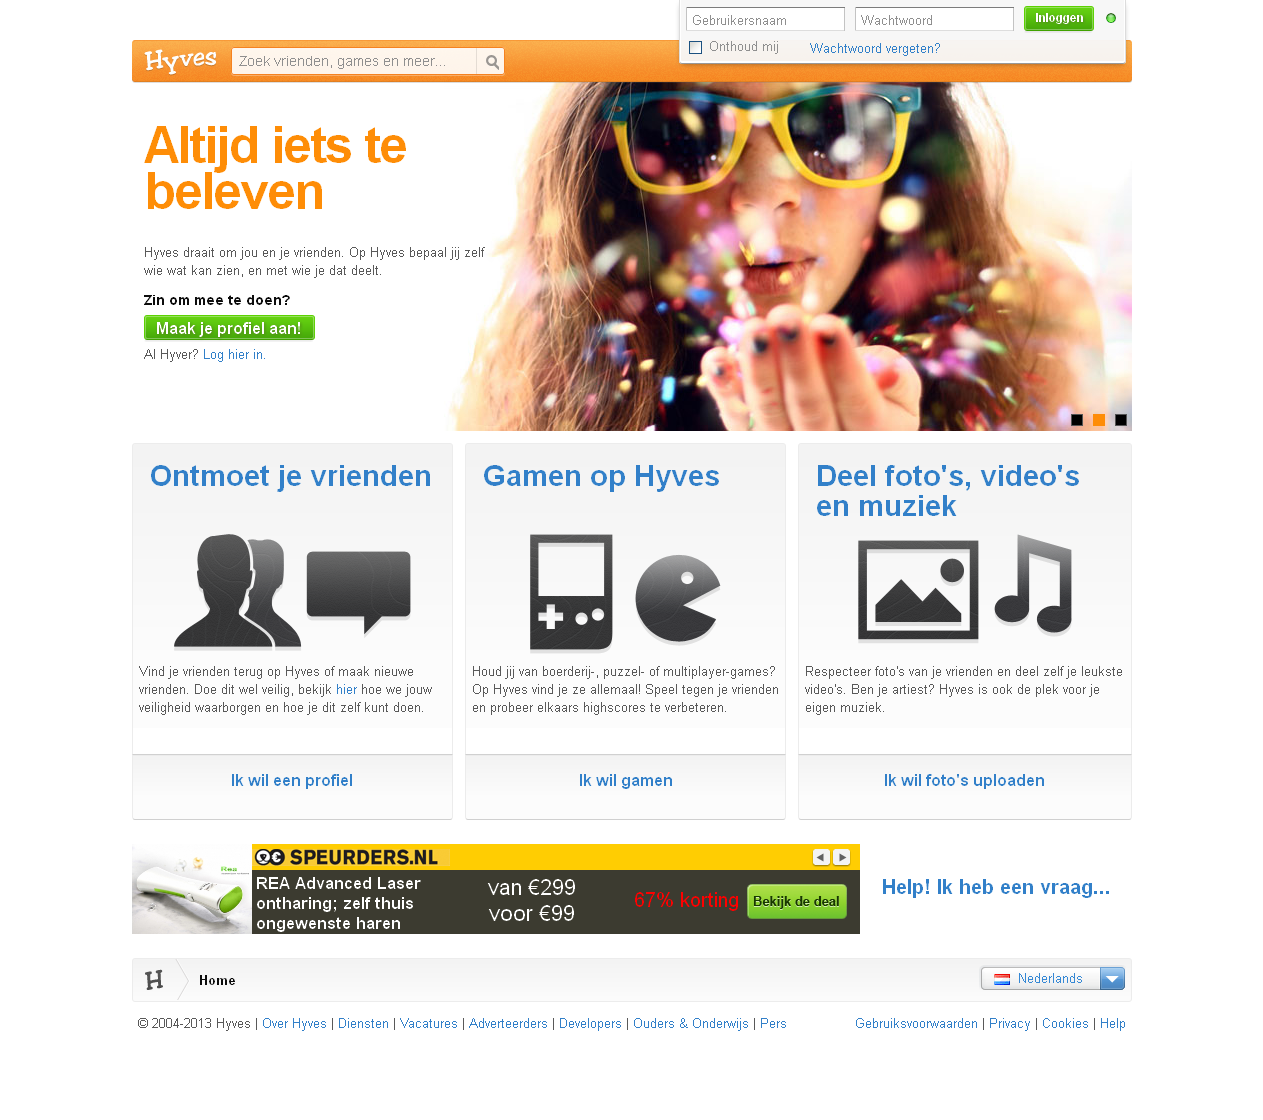 Gebruikersnaam
Wachtwoord
Inloggen
Onthoud mij
Wachtwoord vergeten?
Hyves
Zoek vrienden, games en meer...
Altijd iets te
beleven
Hyves draait om jou en je vrienden. Op Hyves bepaal jij zelf
wie wat kan zien, en met wie je dat deelt.
Zin om mee te doen?
Maak je profiel aan!
Al Hyver? Log hier in.
Ontmoet je vrienden
Vind je vrienden terug op Hyves of maak nieuwe
vrienden. Doe dit wel veilig, bekijk hier hoe we jouw
veiligheid waarborgen en hoe je dit zelf kunt doen.
Ik wil een profiel
Gamen op Hyves
Houd jij van boerderij-, puzzel- of multiplayer-games?
Op Hyves vind je ze allemaal! Speel tegen je vrienden
en probeer elkaars highscores te verbeteren.
Ik wil gamen
Deel foto's, video's
en muziek
Respecteer foto's van je vrienden en deel zelf je leukste
video's. Ben je artiest? Hyves is ook de plek voor je
eigen muziek.
Ik wil foto's uploaden
Rea
SPEURDERS.NL
REA Advanced Laser
ontharing; zelf thuis
ongewenste haren
van €299
voor €99
67% korting
Bekijk de deal
Help! Ik heb een vraag...
H
Home
Nederlands
© 2004-2013 Hyves | Over Hyves | Diensten | Vacatures | Adverteerders | Developers | Ouders & Onderwijs | Pers
Gebruiksvoorwaarden | Privacy | Cookies | Help